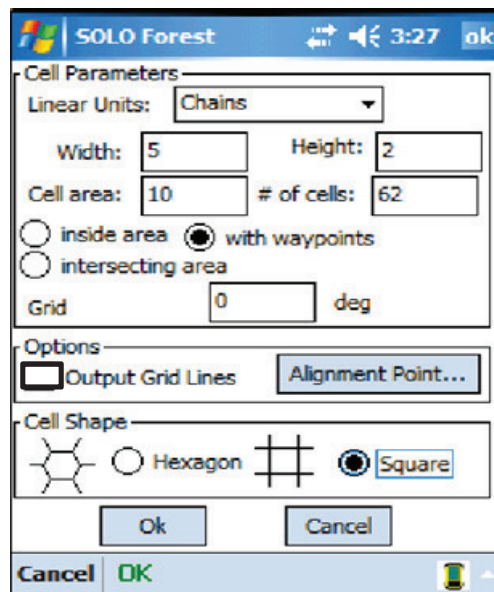 SOLO Forest 3:27 ok
Cell Parameters
Linear Units: Chains
Width: 5 Height: 2
Cell area: 10 # of cells: 62
inside area with waypoints
intersecting area
Grid 0 deg
Options
Output Grid Lines Alignment Point...
Cell Shape
Hexagon Square
Ok Cancel
Cancel OK